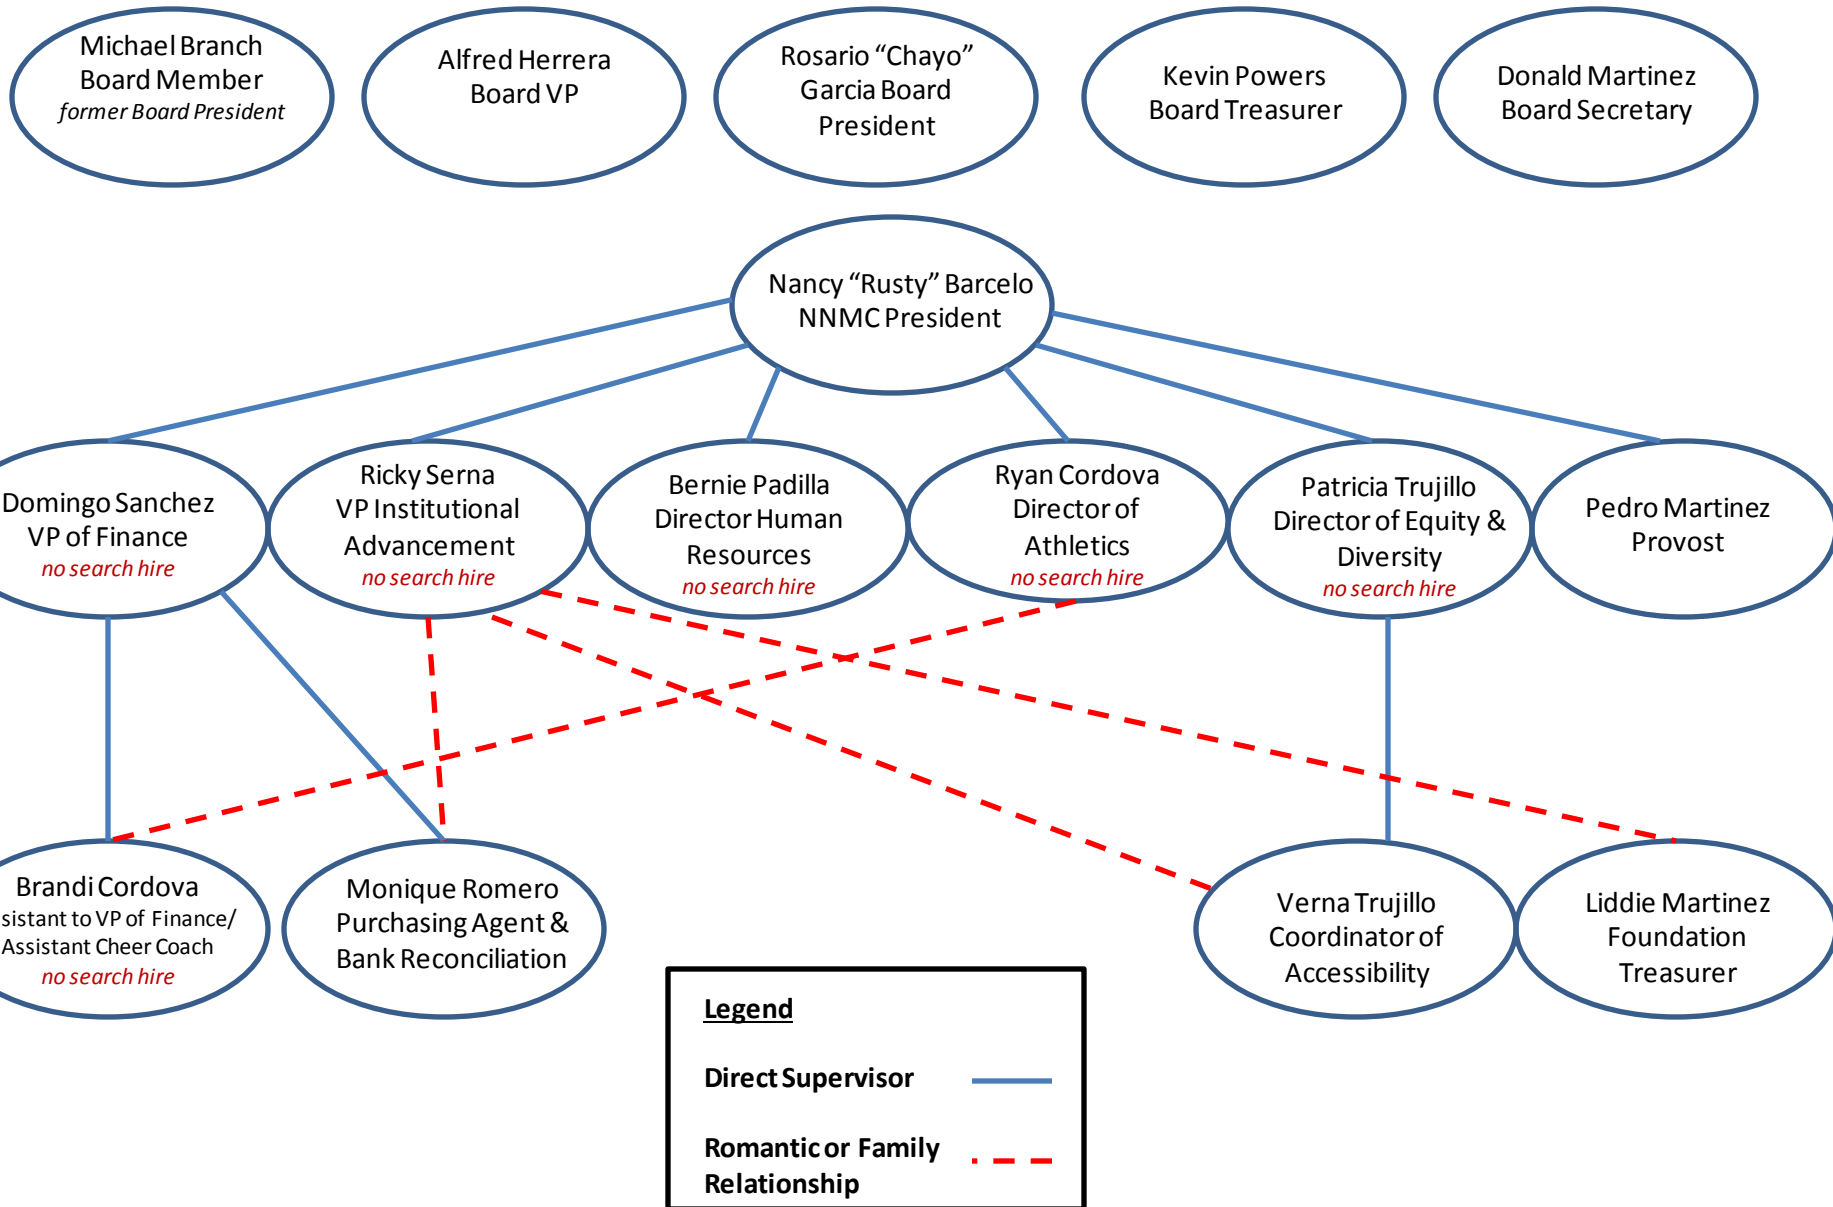 Michael Branch
Board Member
former Board President
Alfred Herrera
Board VP
Rosario “Chayo”
Garcia Board
President
Kevin Powers
Board Treasurer
Donald Martinez
Board Secretary
Nancy “Rusty” Barcelo
NNMC President
Domingo Sanchez
VP of Finance
no search hire
Ricky Serna
VP Institutional
Advancement
no search hire
Bernie Padilla
Director Human
Resources
no search hire
Ryan Cordova
Director of
Athletics
no search hire
Patricia Trujillo
Director of Equity &
Diversity
no search hire
Pedro Martinez
Provost
Brandi Cordova
sistant to VP of Finance/
Assistant Cheer Coach
no search hire
Monique Romero
Purchasing Agent &
Bank Reconciliation
Verna Trujillo
Coordinator of
Accessibility
Liddie Martinez
Foundation
Treasurer
Legend
Direct Supervisor
Romantic or Family
Relationship